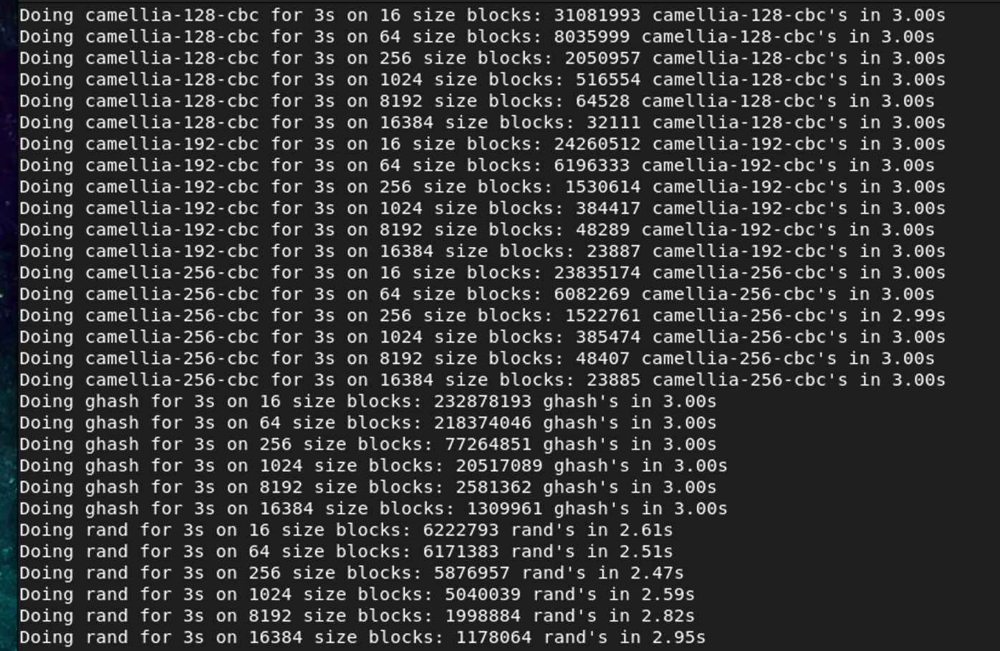 Doing camellia-128-cbc for 3s on 16 size blocks: 31081993 camellia-128-cbc's in 3.00s
Doing camellia-128-cbc for 3s on 64 size blocks: 8035999 camellia-128-cbc's in 3.00s
Doing camellia-128-cbc for 3s on 256 size blocks: 2050957 camellia-128-cbc's in 3.00s
Doing camellia-128-cbc for 3s on 1024 size blocks: 516554 camellia-128-cbc's in 3.00s
Doing camellia-128-cbc for 3s on 8192 size blocks: 64528 camellia-128-cbc's in 3.00s
Doing camellia-128-cbc for 3s on 16384 size blocks: 32111 camellia-128-cbc's in 3.00s
Doing camellia-192-cbc for 3s on 16 size blocks: 24260512 camellia-192-cbc's in 3.00s
Doing camellia-192-cbc for 3s on 64 size blocks: 6196333 camellia-192-cbc's in 3.00s
Doing camellia-192-cbc for 3s on 256 size blocks: 1530614 camellia-192-cbc's in 3.00s
Doing camellia-192-cbc for 3s on 1024 size blocks: 384417 camellia-192-cbc's in 3.00s
Doing camellia-192-cbc for 3s on 8192 size blocks: 48289 camellia-192-cbc's in 3.00s
Doing camellia-192-cbc for 3s on 16384 size blocks: 23887 camellia-192-cbc's in 3.00s
Doing camellia-256-cbc for 3s on 16 size blocks: 23835174 camellia-256-cbc's in 3.00s
Doing camellia-256-cbc for 3s on 64 size blocks: 6082269 camellia-256-cbc's in 3.00s
Doing camellia-256-cbc for 3s on 256 size blocks: 1522761 camellia-256-cbc's in 2.99s
Doing camellia-256-cbc for 3s on 1024 size blocks: 385474 camellia-256-cbc's in 3.00s
Doing camellia-256-cbc for 3s on 8192 size blocks: 48407 camellia-256-cbc's in 3.00s
Doing camellia-256-cbc for 3s on 16384 size blocks: 23885 camellia-256-cbc's in 3.00s
Doing ghash for 3s on 16 size blocks: 232878193 ghash's in 3.00s
Doing ghash for 3s on 64 size blocks: 218374046 ghash's in 3.00s
Doing ghash for 3s on 256 size blocks: 77264851 ghash's in 3.00s
Doing ghash for 3s on 1024 size blocks: 20517089 ghash's in 3.00s
Doing ghash for 3s on 8192 size blocks: 2581362 ghash's in 3.00s
Doing ghash for 3s on 16384 size blocks: 1309961 ghash's in 3.00s
Doing rand for 3s on 16 size blocks: 6222793 rand's in 2.61s
Doing rand for 3s on 64 size blocks: 6171383 rand's in 2.51s
Doing rand for 3s on 256 size blocks: 5876957 rand's in 2.47s
Doing rand for 3s on 1024 size blocks: 5040039 rand's in 2.59s
Doing rand for 3s on 8192 size blocks: 1998884 rand's in 2.82s
Doing rand for 3s on 16384 size blocks: 1178064 rand's in 2.95s